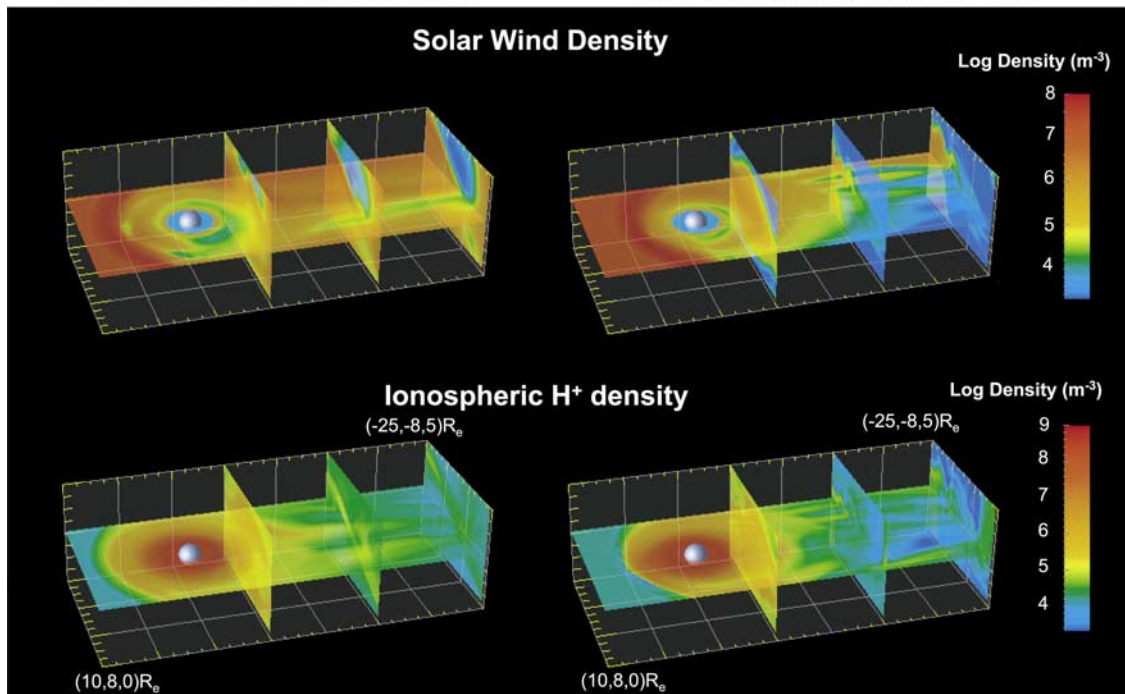 Solar Wind Density
Log Density (m⁻³)
8
7
6
5
4
Ionospheric H⁺ density
Log Density (m⁻³)
(-25,-8,5)Rₑ
(-25,-8,5)Rₑ
9
8
7
6
5
4
(10,8,0)Rₑ
(10,8,0)Rₑ